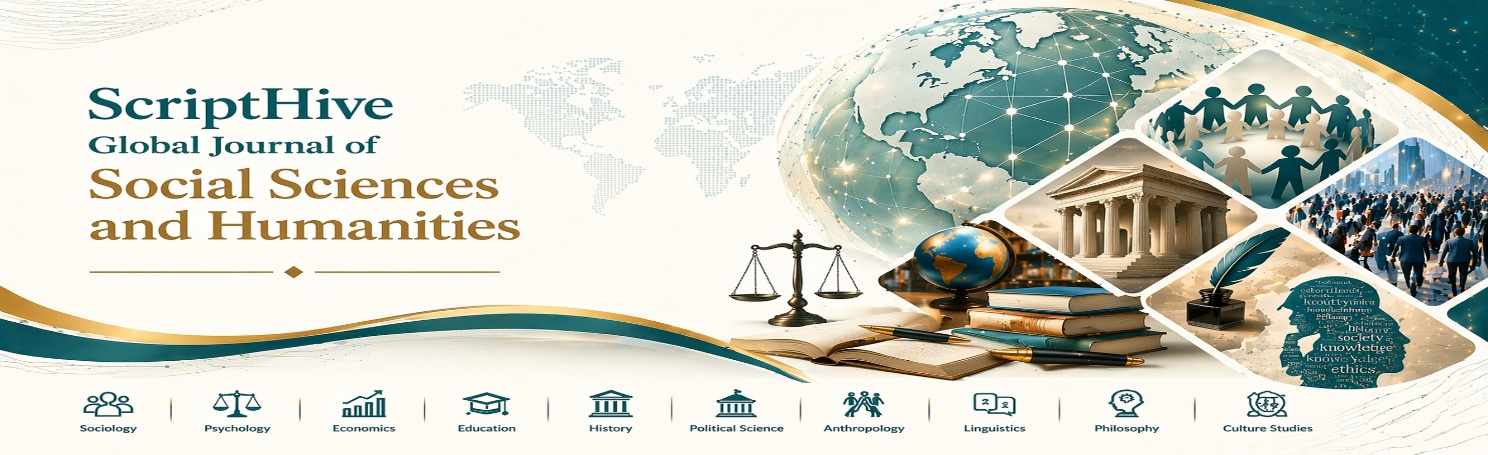 ScriptHive
Global Journal of
Social Sciences
and Humanities
society
knowledge
ethics
Sociology
Psychology
Economics
Education
History
Political Science
Anthropology
Linguistics
Philosophy
Culture Studies